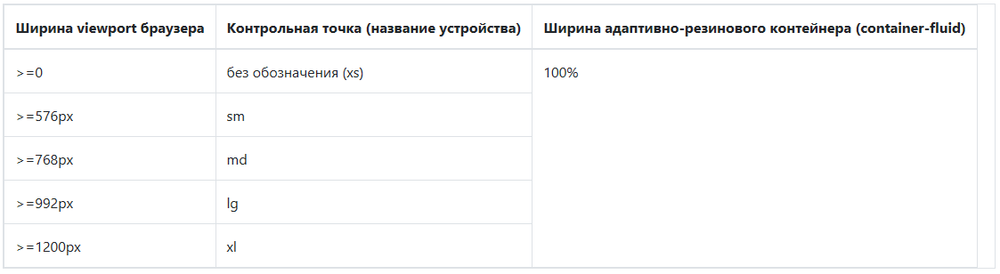 Ширина viewport браузера Контрольная точка (название устройства) Ширина адаптивно-резинового контейнера (container-fluid)
>=0 без обозначения (xs) 100%
>=576px sm
>=768px md
>=992px lg
>=1200px xl